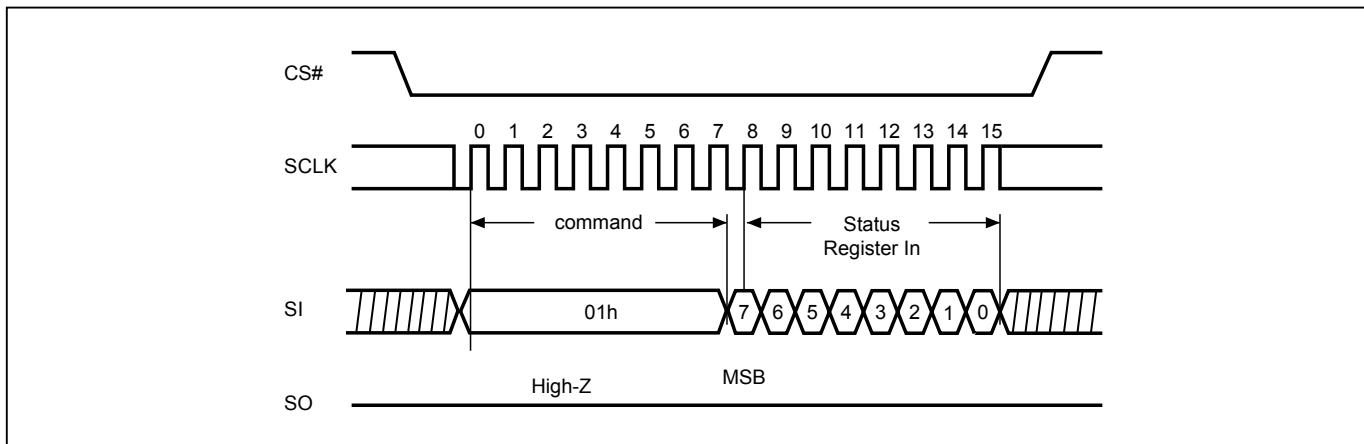 CS#
0 1 2 3 4 5 6 7 8 9 10 11 12 13 14 15
SCLK
command
Status
Register In
SI
01h
7 6 5 4 3 2 1 0
High-Z
MSB
SO